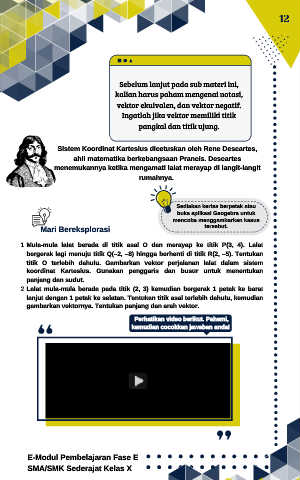 12
Sebelum lanjut pada sub materi ini,
kalian harus paham mengenai notasi,
vektor ekuivalen, dan vektor negatif.
Ingatlah jika vektor memiliki titik
pangkal dan titik ujung.
Sistem Koordinat Kartesius dicetuskan oleh Rene Descartes,
ahli matematika berkebangsaan Prancis. Descartes
menemukannya ketika mengamati lalat merayap di langit-langit
rumahnya.
Sediakan kertas berpetak atau
buka aplikasi Geogebra untuk
mencoba menggambarkan kasus
tersebut.
Mari Bereksplorasi
1 Mula-mula lalat berada di titik asal O dan merayap ke titik P(3, 4). Lalat
bergerak lagi menuju titik Q(–2, –8) hingga berhenti di titik R(2, –5). Tentukan
titik O terlebih dahulu. Gambarkan vektor perjalanan lalat dalam sistem
koordinat Kartesius. Gunakan penggaris dan busur untuk menentukan
panjang dan sudut.
2 Lalat mula-mula berada pada titik (2, 3) kemudian bergerak 1 petak ke barat
lanjut dengan 1 petak ke selatan. Tentukan titik asal terlebih dahulu, kemudian
gambarkan vektornya. Tentukan panjang dan arah vektor.
Perhatikan video berikut. Pahami,
kemudian cocokkan jawaban anda!
E-Modul Pembelajaran Fase E
SMA/SMK Sederajat Kelas X